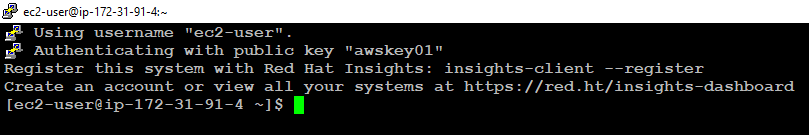 ec2-user@ip-172-31-91-4:~
Using username "ec2-user".
Authenticating with public key "awskey01"
Register this system with Red Hat Insights: insights-client --register
Create an account or view all your systems at https://red.ht/insights-dashboard
[ec2-user@ip-172-31-91-4 ~]$